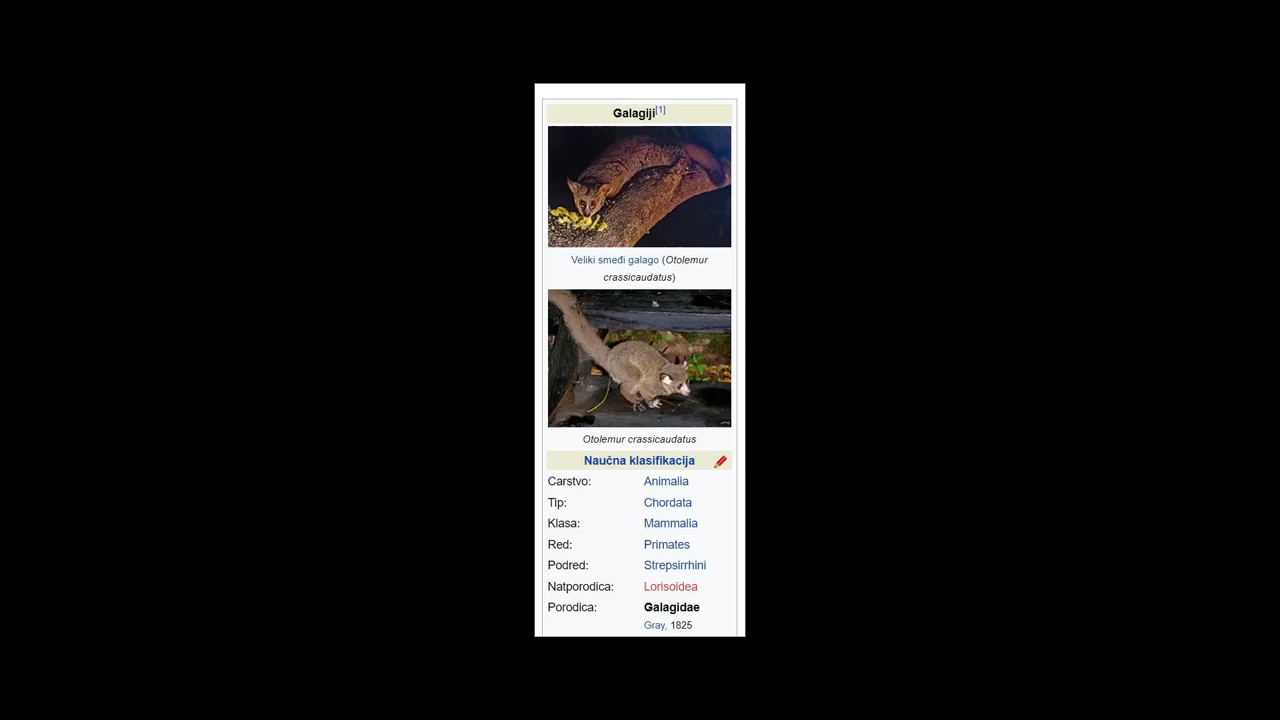 Galagiji[1]
Veliki smeđi galago (Otolemur
crassicaudatus)
Otolemur crassicaudatus
Naučna klasifikacija
Carstvo: Animalia
Tip: Chordata
Klasa: Mammalia
Red: Primates
Podred: Strepsirrhini
Natporodica: Lorisoidea
Porodica: Galagidae
Gray, 1825